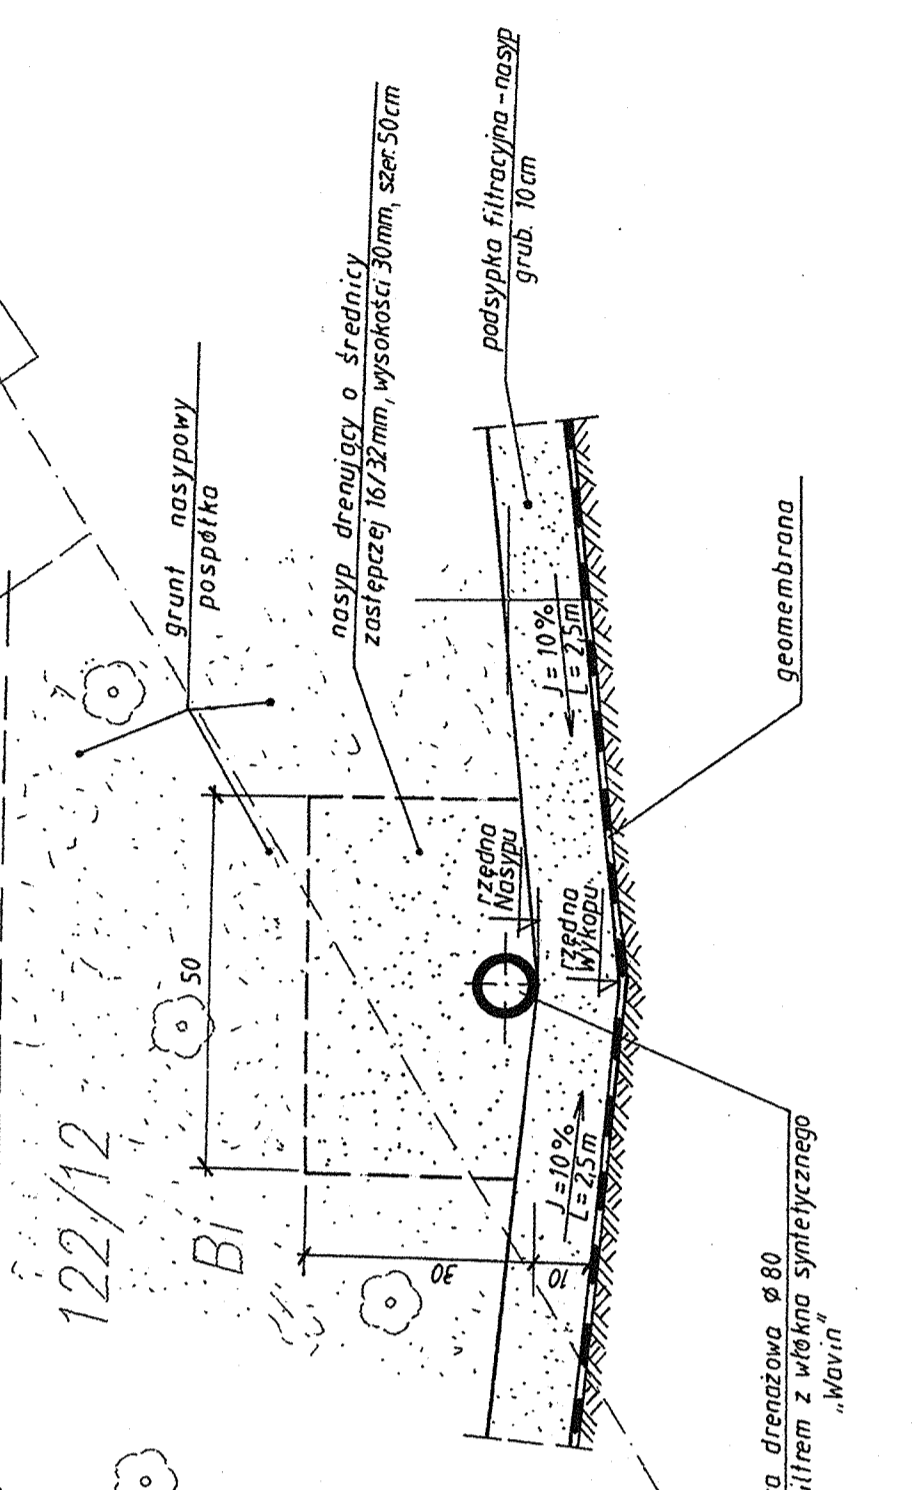 122/12
Bi
grunt nasypowy
pospółka
nasyp drenujący o średnicy
zastępczej 16/32mm, wysokości 30mm, szer. 50cm
podsypka filtracyjna - nasyp
grub. 10cm
50
30
10
rzędna
Nasypu
rzędna
Wykopu
J = 10%
L = 2,5m
J = 10%
L = 2,5m
geomembrana
drenażowa ø 80
z włókna syntetycznego
„Wavin”